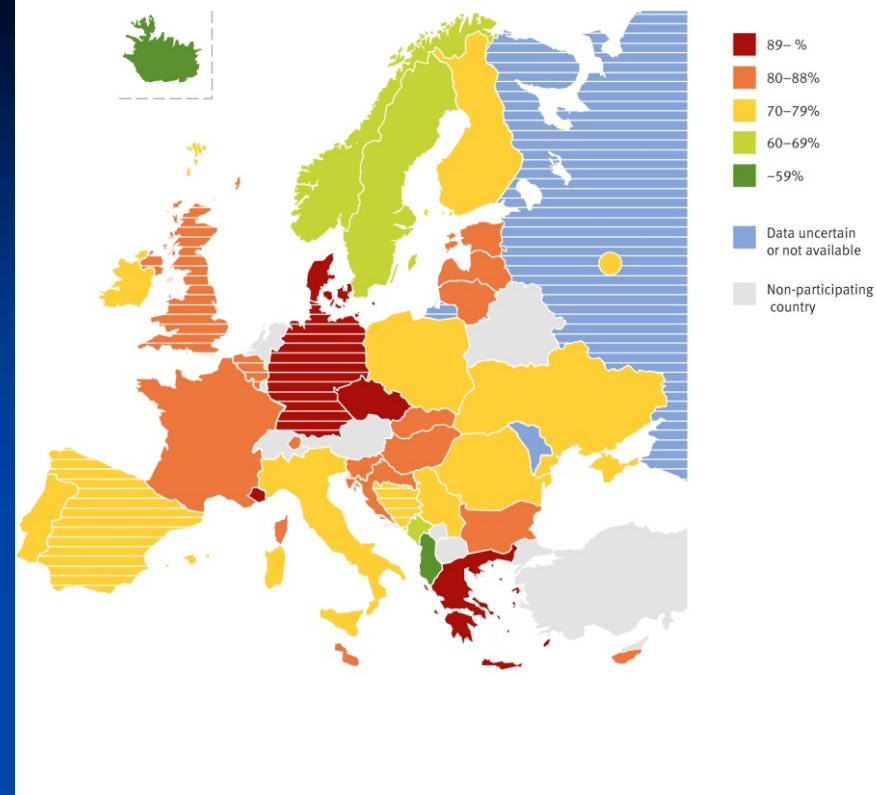 89– %
80–88%
70–79%
60–69%
–59%
Data uncertain
or not available
Non-participating
country